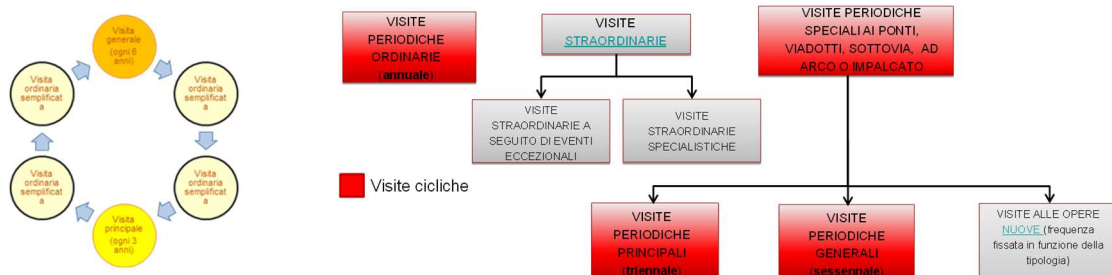 Visita
generale
(ogni 6
anni)
Visita
ordinaria
semplificat
a
Visita
ordinaria
semplificat
a
Visita
ordinaria
semplificat
a
Visita
ordinaria
semplificat
a
Visita
principale
(ogni 3
anni)
VISITE
PERIODICHE
ORDINARIE
(annuale)
VISITE
STRAORDINARIE
VISITE PERIODICHE
SPECIALI AI PONTI,
VIADOTTI, SOTTOVIA, AD
ARCO O IMPALCATO
VISITE
STRAORDINARIE A
SEGUITO DI EVENTI
ECCEZIONALI
VISITE
STRAORDINARIE
SPECIALISTICHE
Visite cicliche
VISITE
PERIODICHE
PRINCIPALI
(triennale)
VISITE
PERIODICHE
GENERALI
(sessennale)
VISITE ALLE OPERE
NUOVE (frequenza
fissata in funzione della
tipologia)